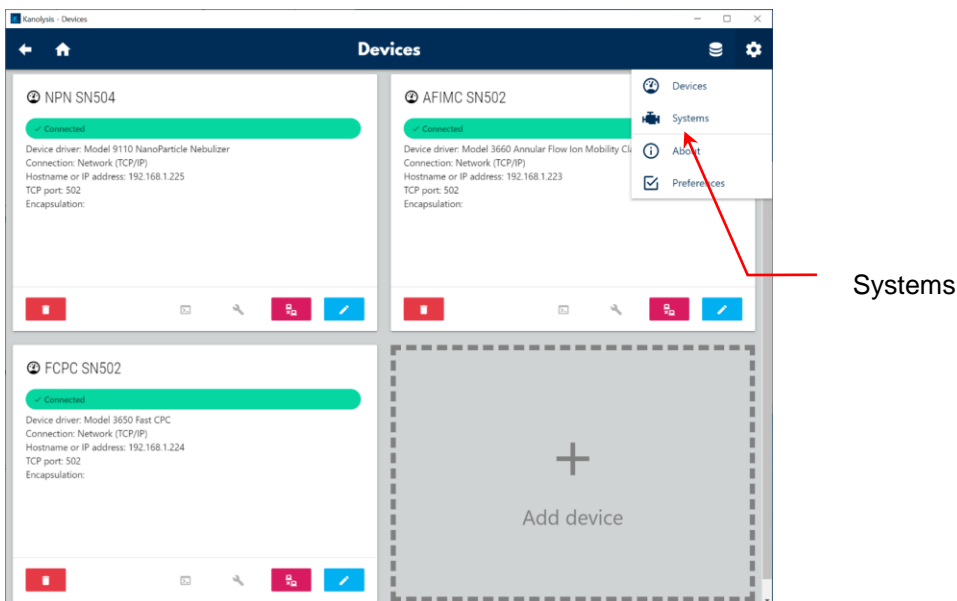 Kanolysis - Devices
Devices
NPN SN504
Connected
Device driver: Model 9110 NanoParticle Nebulizer
Connection: Network (TCP/IP)
Hostname or IP address: 192.168.1.225
TCP port: 502
Encapsulation:
AFIMC SN502
Connected
Device driver: Model 3660 Annular Flow Ion Mobility Cla
Connection: Network (TCP/IP)
Hostname or IP address: 192.168.1.223
TCP port: 502
Encapsulation:
Devices
Systems
About
Preferences
Systems
FCPC SN502
Connected
Device driver: Model 3650 Fast CPC
Connection: Network (TCP/IP)
Hostname or IP address: 192.168.1.224
TCP port: 502
Encapsulation:
Add device